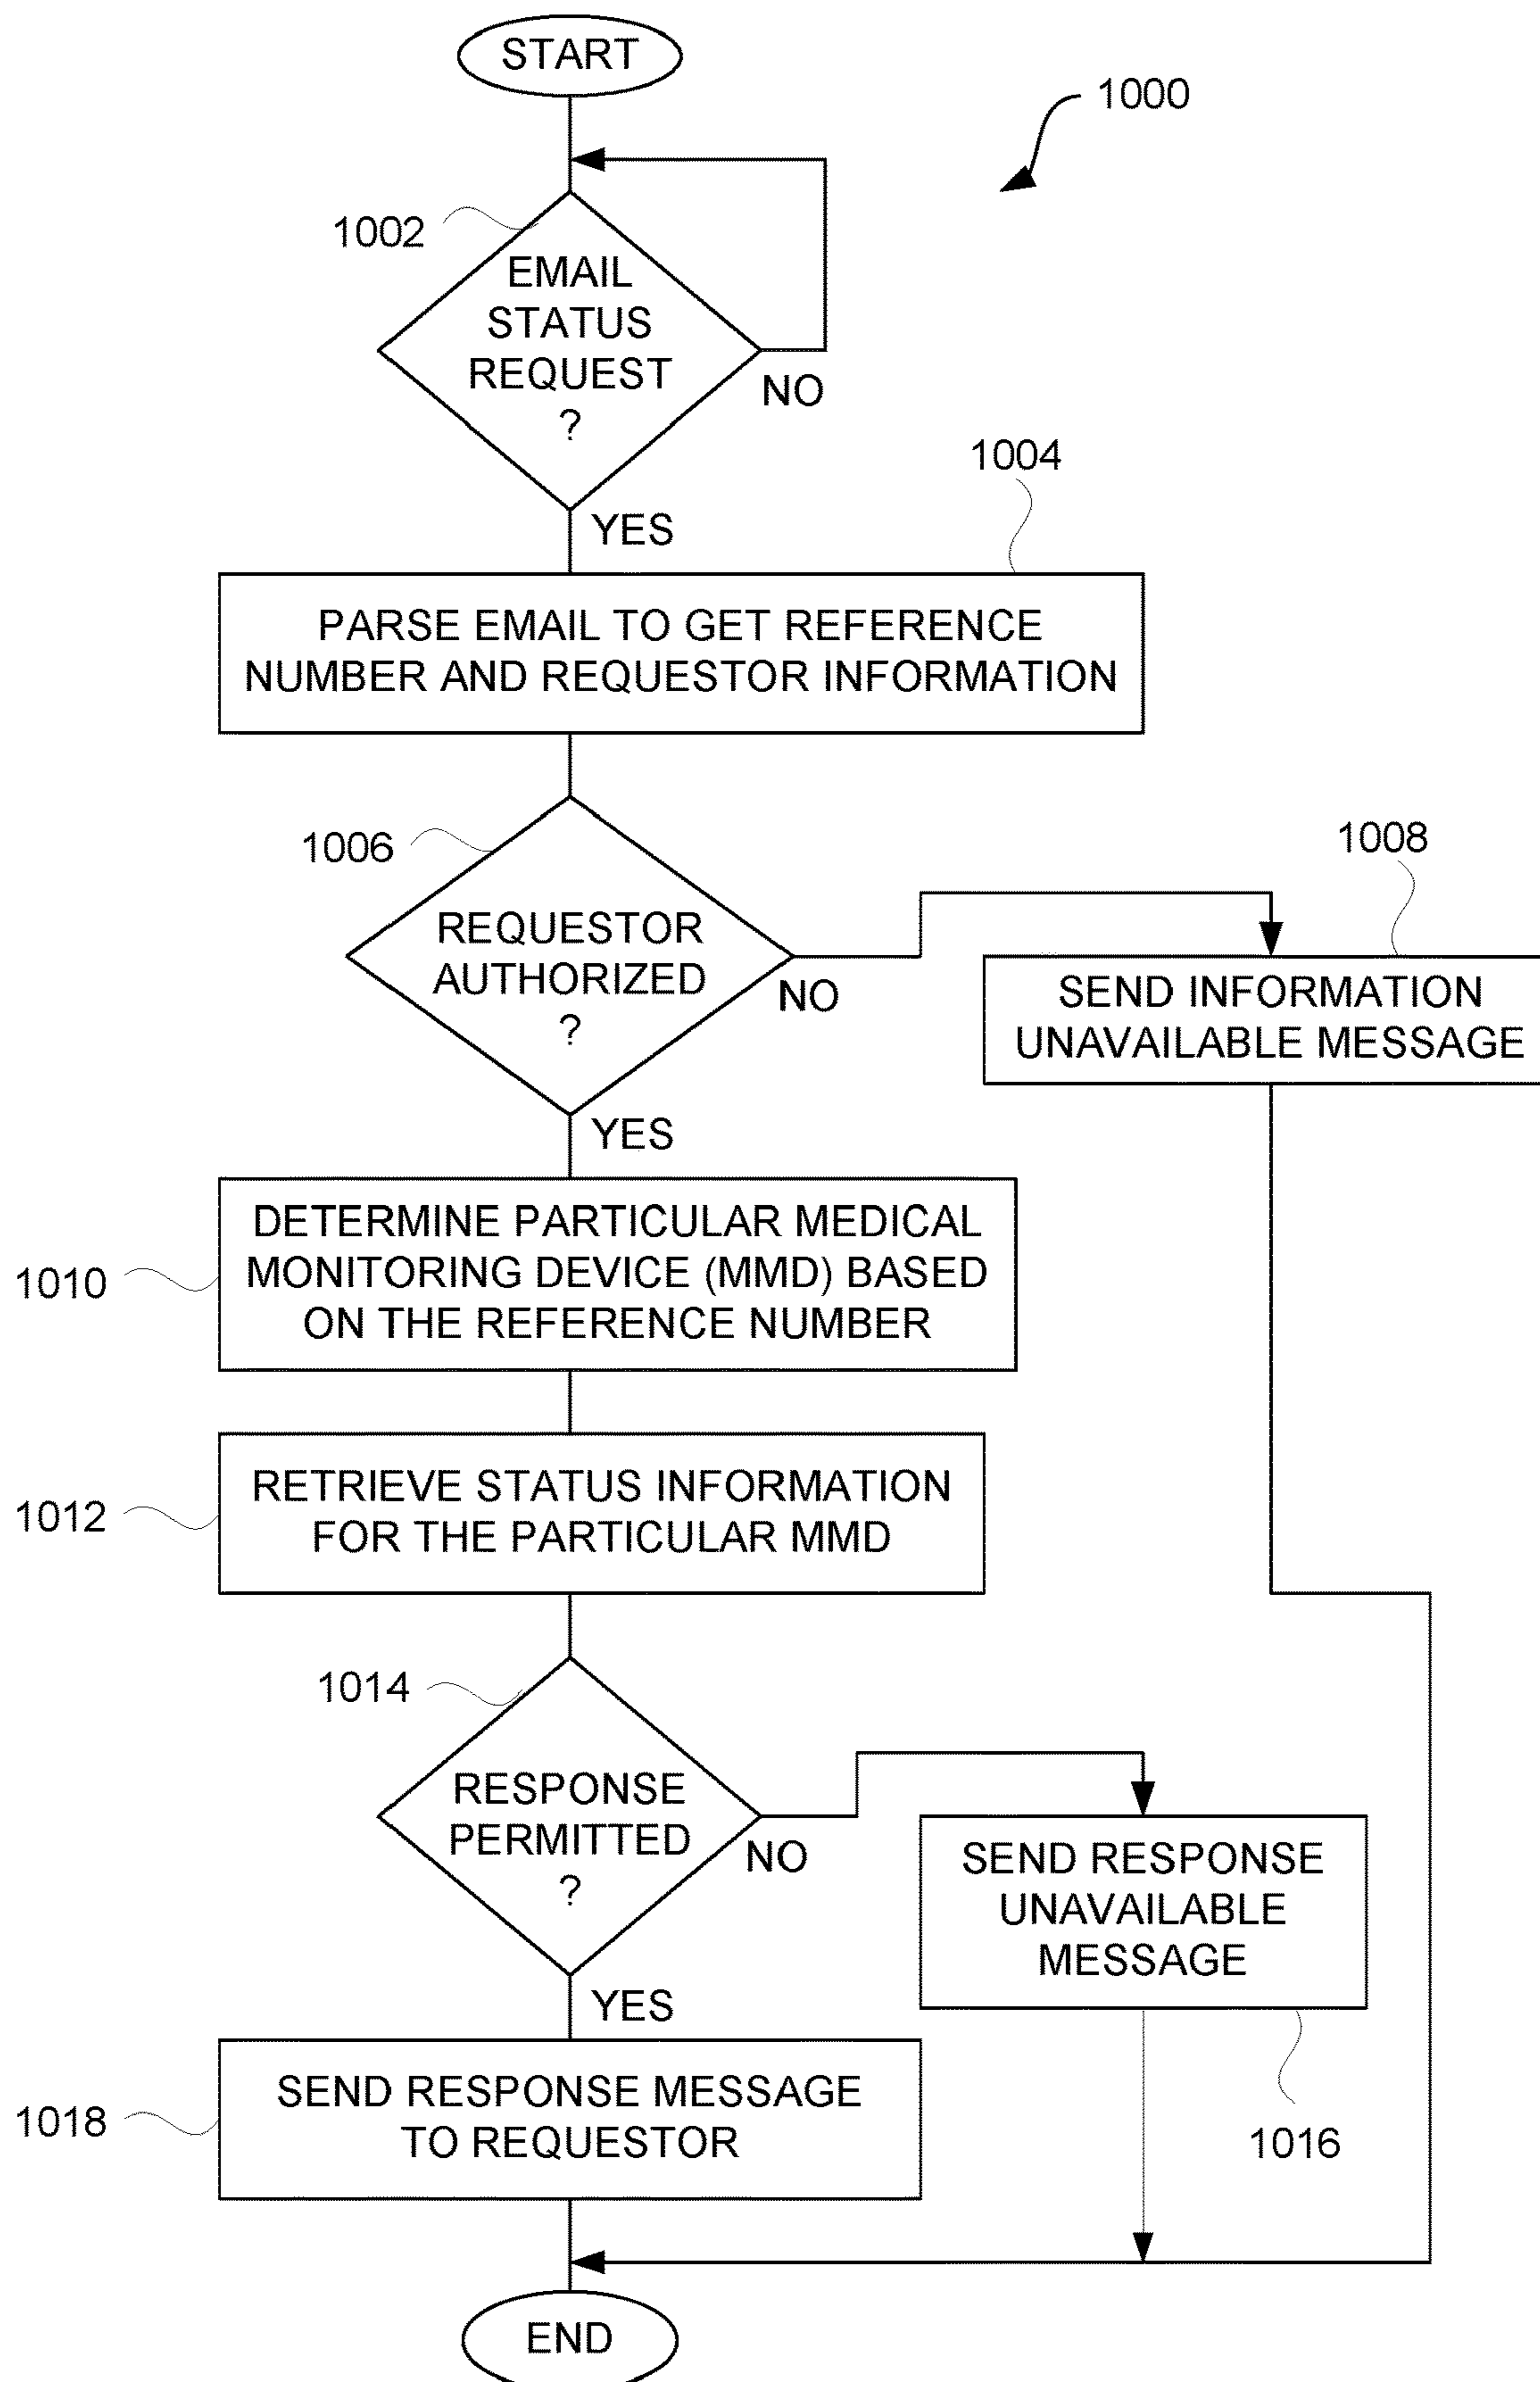 START
1000
1002
EMAIL
STATUS
REQUEST
?
NO
YES
1004
PARSE EMAIL TO GET REFERENCE
NUMBER AND REQUESTOR INFORMATION
1006
REQUESTOR
AUTHORIZED
?
NO
YES
1008
SEND INFORMATION
UNAVAILABLE MESSAGE
1010
DETERMINE PARTICULAR MEDICAL
MONITORING DEVICE (MMD) BASED
ON THE REFERENCE NUMBER
1012
RETRIEVE STATUS INFORMATION
FOR THE PARTICULAR MMD
1014
RESPONSE
PERMITTED
?
NO
YES
SEND RESPONSE
UNAVAILABLE
MESSAGE
1016
1018
SEND RESPONSE MESSAGE
TO REQUESTOR
END